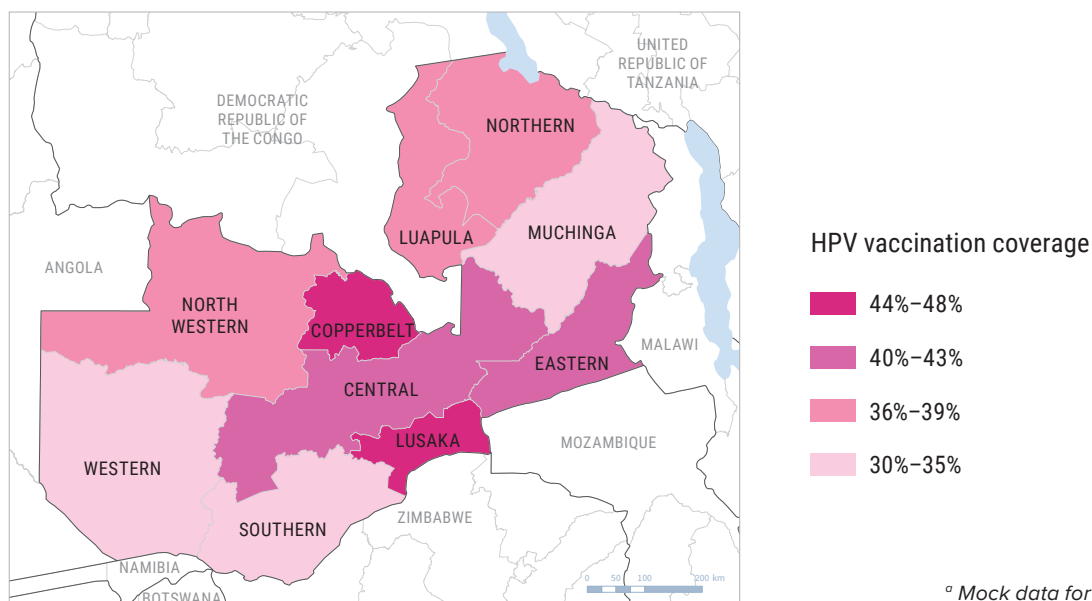 UNITED
REPUBLIC OF
TANZANIA
DEMOCRATIC
REPUBLIC OF
THE CONGO
NORTHERN
LUAPULA
MUCHINGA
ANGOLA
NORTH
WESTERN
COPPERBELT
MALAWI
EASTERN
CENTRAL
LUSAKA
MOZAMBIQUE
WESTERN
ZIMBABWE
SOUTHERN
NAMIBIA
BOTSWANA
0 50 100 200 km
HPV vaccination coverage
44%–48%
40%–43%
36%–39%
30%–35%
a Mock data for